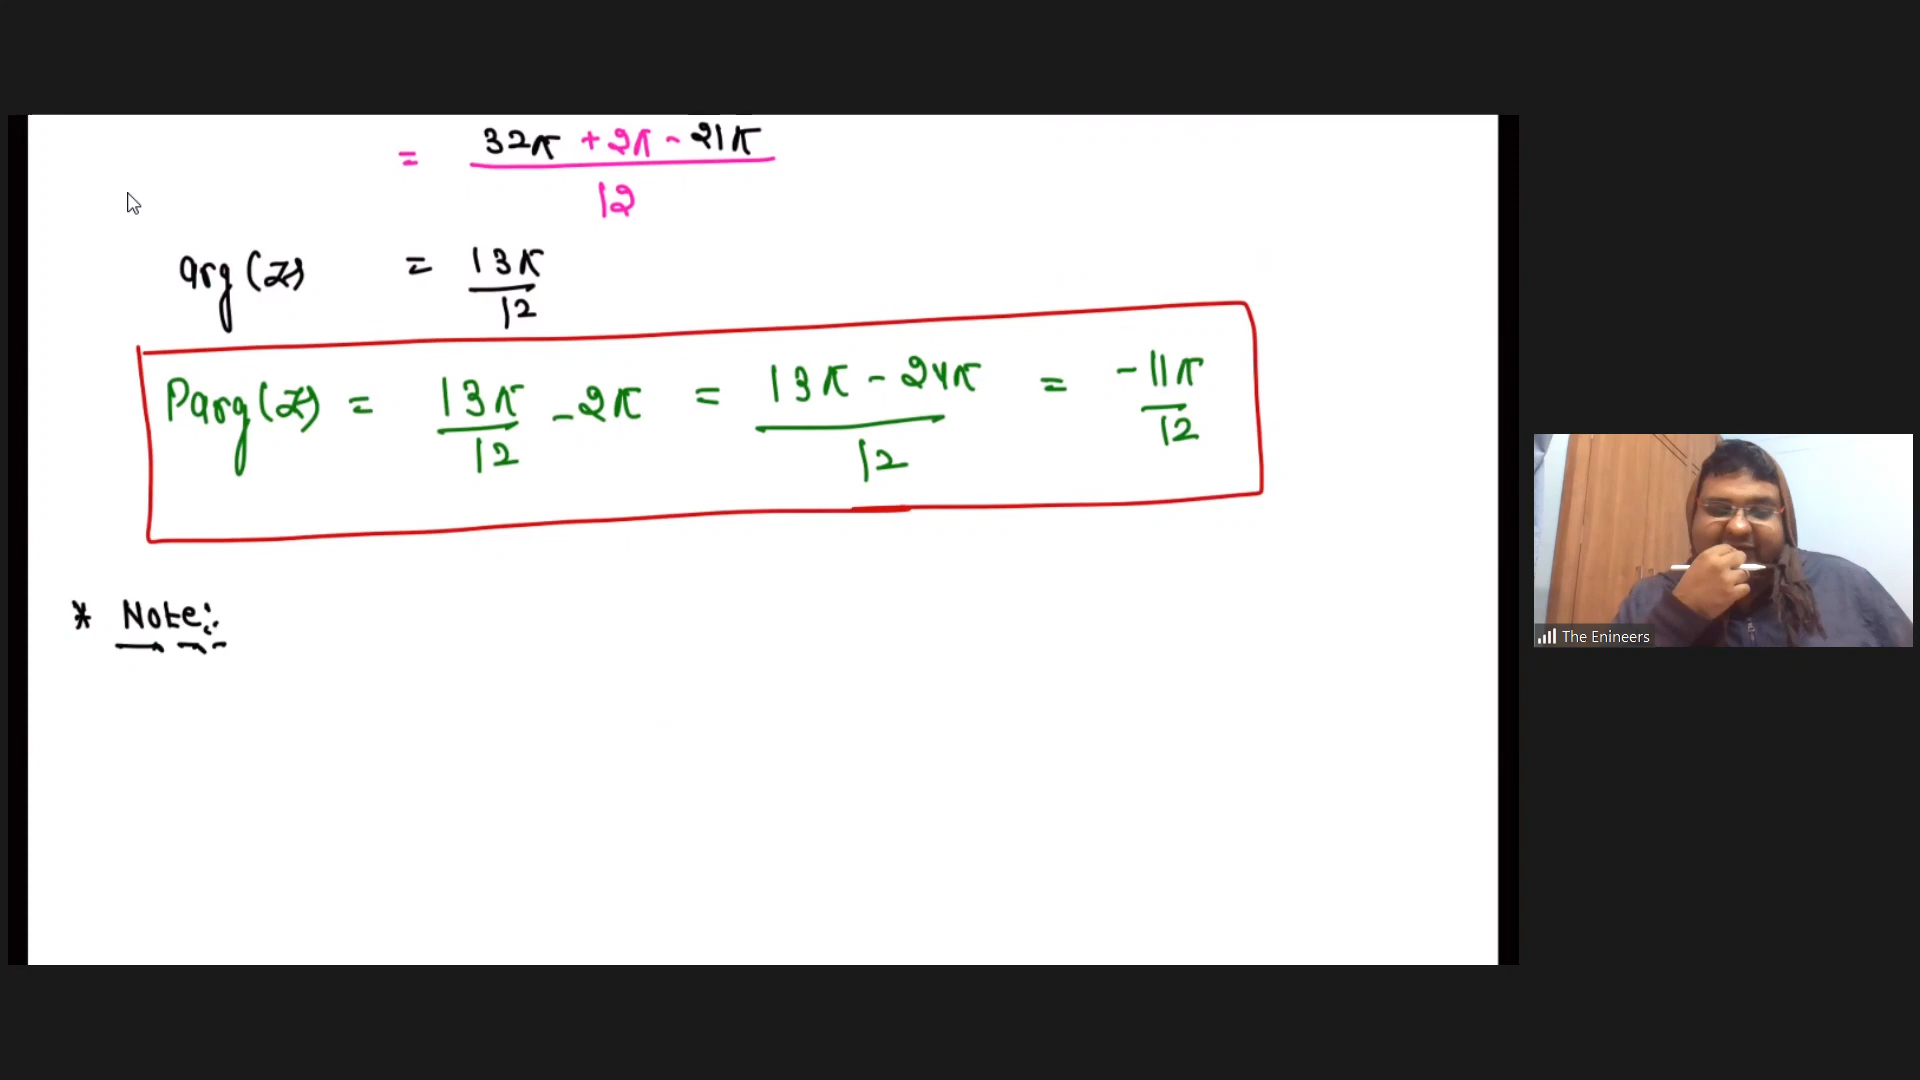 = 32π + 2π - 21π / 12
arg(z) = 13π / 12
Parg(z) = 13π / 12 - 2π = 13π - 24π / 12 = -11π / 12
* Note:-
The Enineers